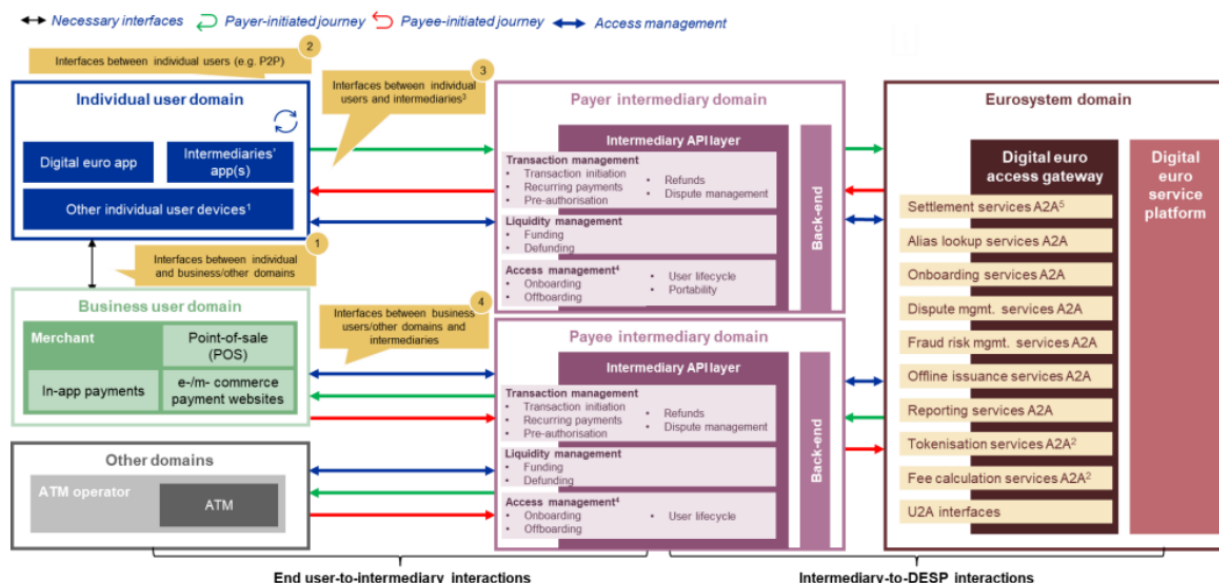 Necessary interfaces
Payer-initiated journey
Payee-initiated journey
Access management
2
Interfaces between individual users (e.g. P2P)
3
Interfaces between individual
users and intermediaries³
Individual user domain
Digital euro app
Intermediaries'
app(s)
Other individual user devices¹
1
Interfaces between individual
and business/other domains
Business user domain
Merchant
Point-of-sale
(POS)
In-app payments
e-/m- commerce
payment websites
4
Interfaces between business
users/other domains and
intermediaries
Other domains
ATM operator
ATM
Payer intermediary domain
Intermediary API layer
Transaction management
• Transaction initiation
• Recurring payments
• Pre-authorisation
• Refunds
• Dispute management
Liquidity management
• Funding
• Defunding
Access management⁴
• Onboarding
• Offboarding
• User lifecycle
• Portability
Back-end
Payee intermediary domain
Intermediary API layer
Transaction management
• Transaction initiation
• Recurring payments
• Pre-authorisation
• Refunds
• Dispute management
Liquidity management
• Funding
• Defunding
Access management⁴
• Onboarding
• Offboarding
• User lifecycle
Back-end
Eurosystem domain
Digital euro
access gateway
Settlement services A2A⁵
Alias lookup services A2A
Onboarding services A2A
Dispute mgmt. services A2A
Fraud risk mgmt. services A2A
Offline issuance services A2A
Reporting services A2A
Tokenisation services A2A²
Fee calculation services A2A²
U2A interfaces
Digital
euro
service
platform
End user-to-intermediary interactions
Intermediary-to-DESP interactions